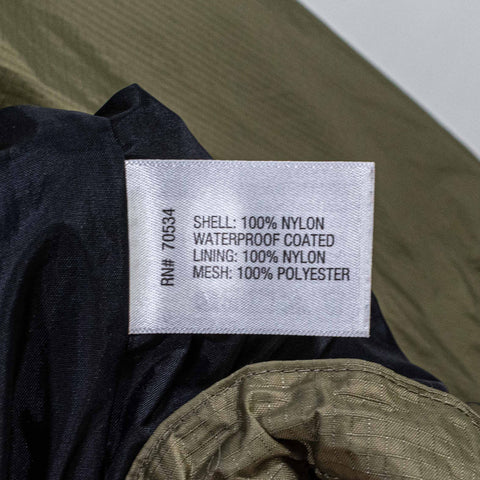 RN# 70534
SHELL: 100% NYLON
WATERPROOF COATED
LINING: 100% NYLON
MESH: 100% POLYESTER